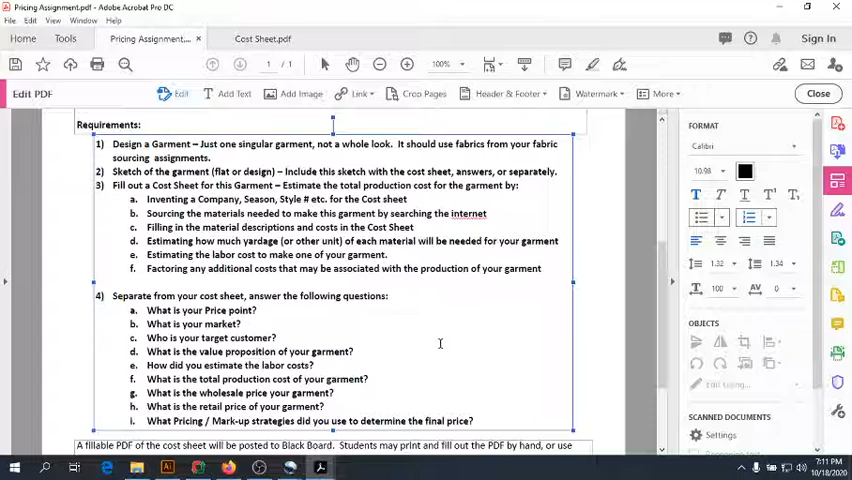 Pricing Assignment.pdf - Adobe Acrobat Pro DC
File Edit View Window Help
Home Tools Pricing Assignment,... × Cost Sheet.pdf Sign In
1 / 1 100%
Edit PDF Edit Add Text Add Image Link Crop Pages Header & Footer Watermark More Close
Requirements:
1) Design a Garment – Just one singular garment, not a whole look. It should use fabrics from your fabric
sourcing assignments.
2) Sketch of the garment (flat or design) – Include this sketch with the cost sheet, answers, or separately.
3) Fill out a Cost Sheet for this Garment – Estimate the total production cost for the garment by:
a. Inventing a Company, Season, Style # etc. for the Cost sheet
b. Sourcing the materials needed to make this garment by searching the internet
c. Filling in the material descriptions and costs in the Cost Sheet
d. Estimating how much yardage (or other unit) of each material will be needed for your garment
e. Estimating the labor cost to make one of your garment.
f. Factoring any additional costs that may be associated with the production of your garment
4) Separate from your cost sheet, answer the following questions:
a. What is your Price point?
b. What is your market?
c. Who is your target customer?
d. What is the value proposition of your garment?
e. How did you estimate the labor costs?
f. What is the total production cost of your garment?
g. What is the wholesale price your garment?
h. What is the retail price of your garment?
i. What Pricing / Mark-up strategies did you use to determine the final price?
A fillable PDF of the cost sheet will be posted to Black Board. Students may print and fill out the PDF by hand, or use
FORMAT
Calibri
10.98
T T T T¹ T₁
1.32 1.34
100 AV 0
OBJECTS
Edit Using...
SCANNED DOCUMENTS
Settings
7:11 PM
10/18/2020